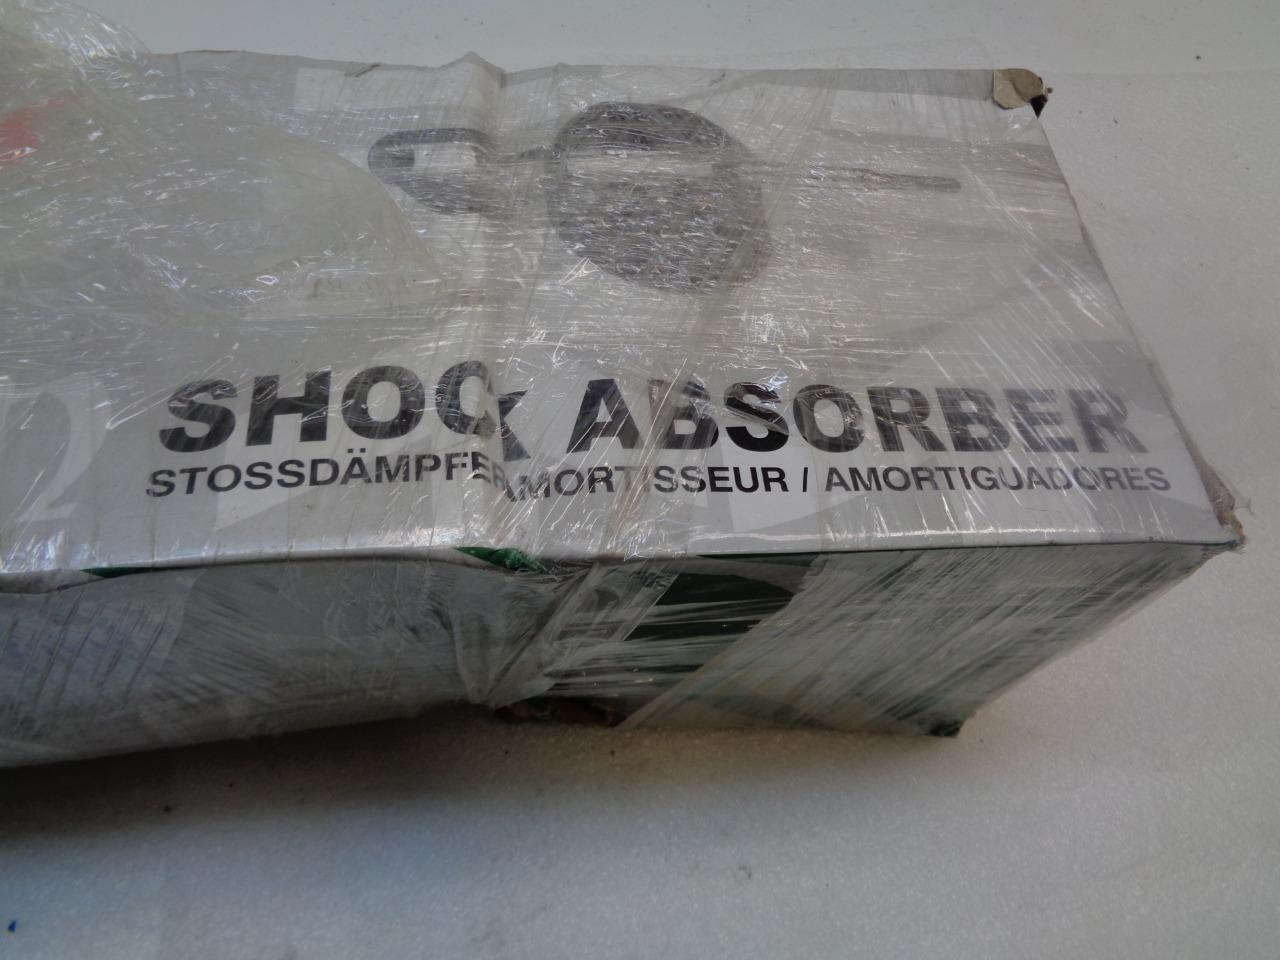 SHOCK ABSORBER
STOSSDÄMPFER AMORTISSEUR / AMORTIGUADORES